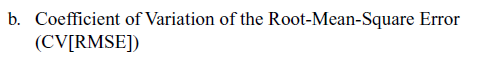 b. Coefficient of Variation of the Root-Mean-Square Error
(CV[RMSE])